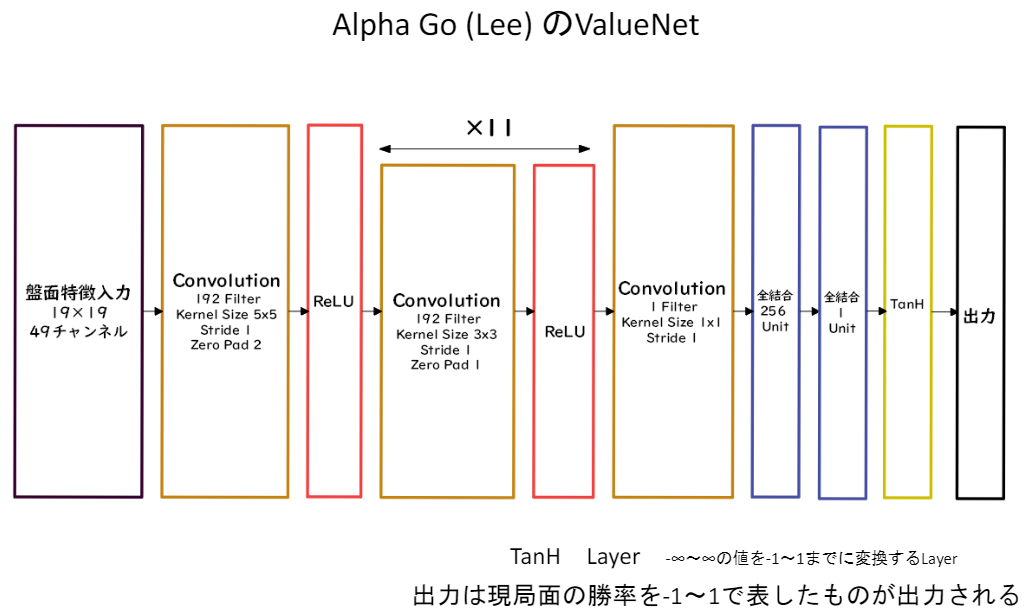 Alpha Go (Lee) のValueNet
×11
盤面特徴入力
19×19
49チャンネル
Convolution
192 Filter
Kernel Size 5x5
Stride 1
Zero Pad 2
ReLU
Convolution
192 Filter
Kernel Size 3x3
Stride 1
Zero Pad 1
ReLU
Convolution
1 Filter
Kernel Size 1x1
Stride 1
全結合
256
Unit
全結合
1
Unit
TanH
出力
TanH Layer -∞～∞の値を-1～1までに変換するLayer
出力は現局面の勝率を-1～1で表したものが出力される